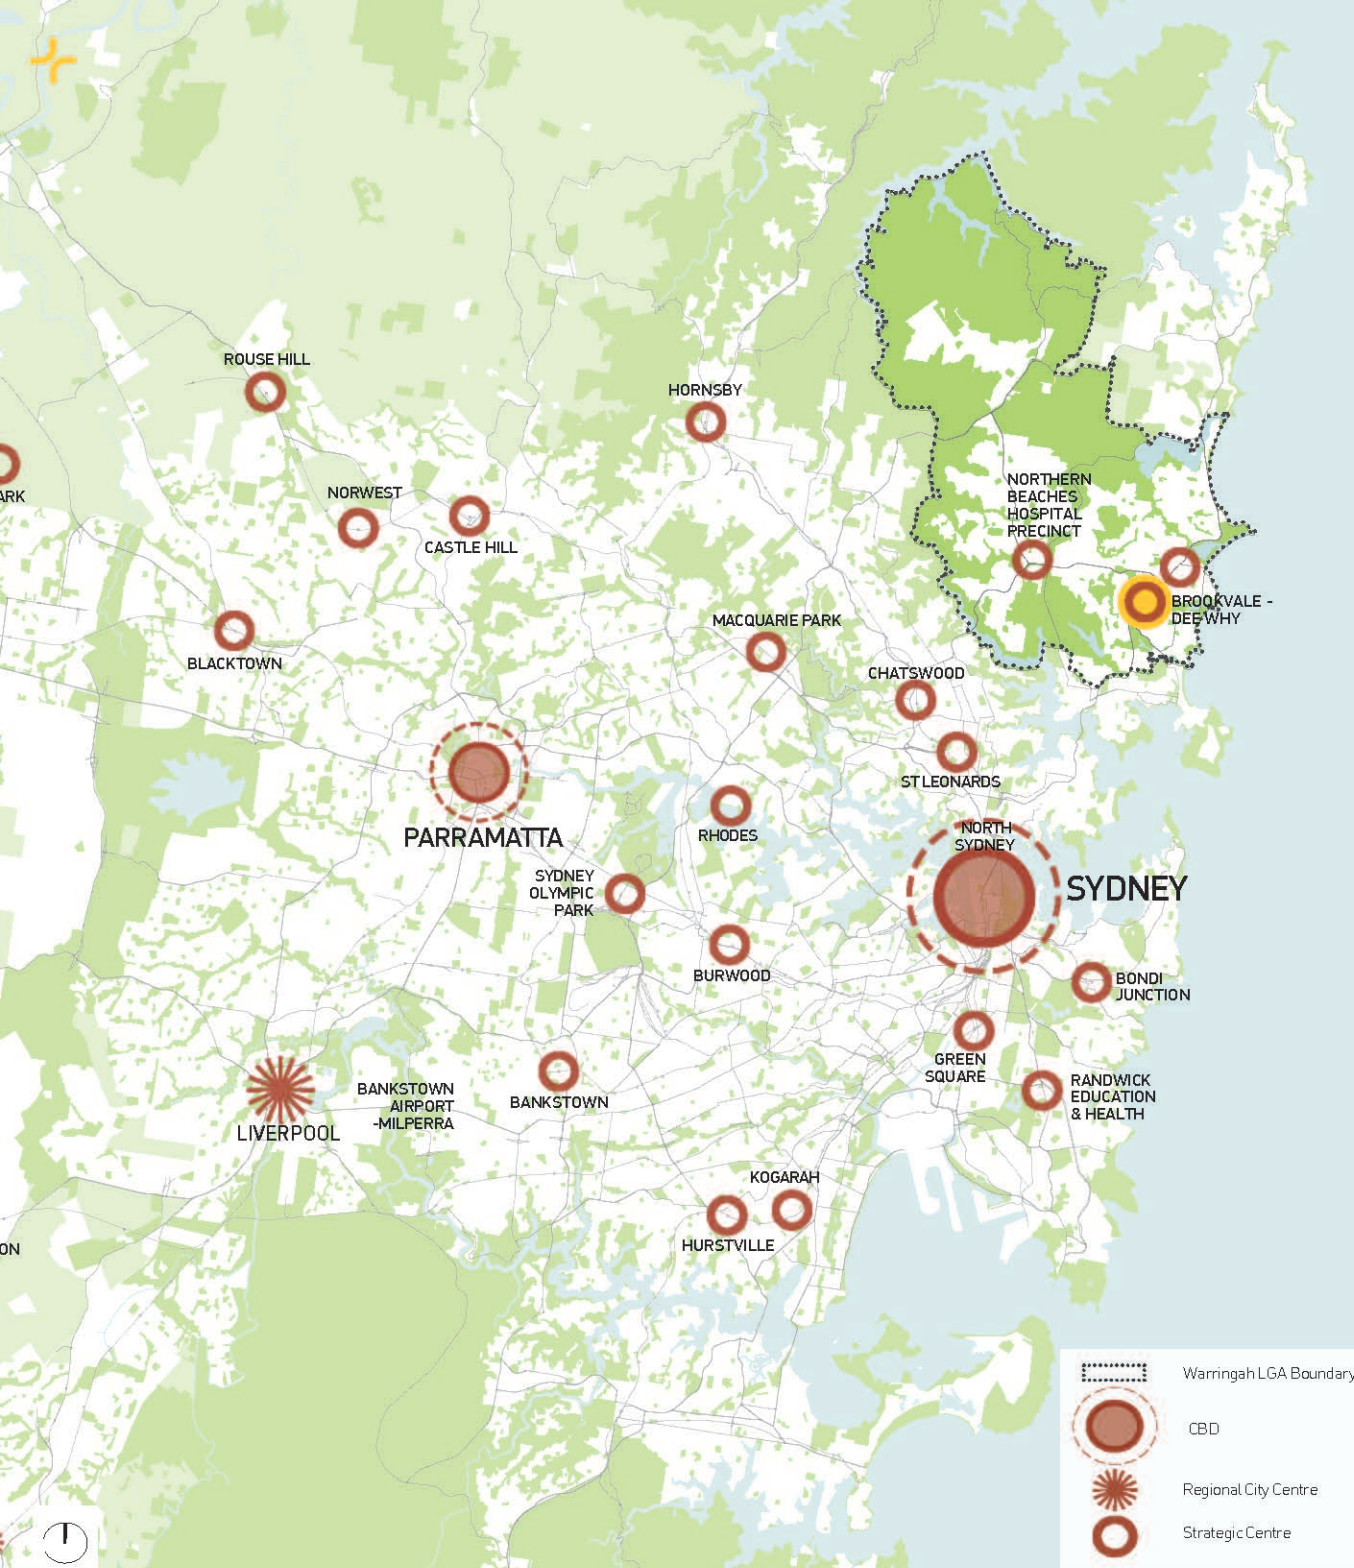 ROUSE HILL
HORNSBY
ARK
NORWEST
CASTLE HILL
NORTHERN
BEACHES
HOSPITAL
PRECINCT
BROOKVALE -
DEE WHY
MACQUARIE PARK
BLACKTOWN
CHATSWOOD
ST LEONARDS
PARRAMATTA
RHODES
NORTH
SYDNEY
SYDNEY
SYDNEY
OLYMPIC
PARK
BURWOOD
BONDI
JUNCTION
GREEN
SQUARE
RANDWICK
EDUCATION
& HEALTH
BANKSTOWN
AIRPORT
-MILPERRA
BANKSTOWN
LIVERPOOL
KOGARAH
HURSTVILLE
ON
Warringah LGA Boundary
CBD
Regional City Centre
Strategic Centre